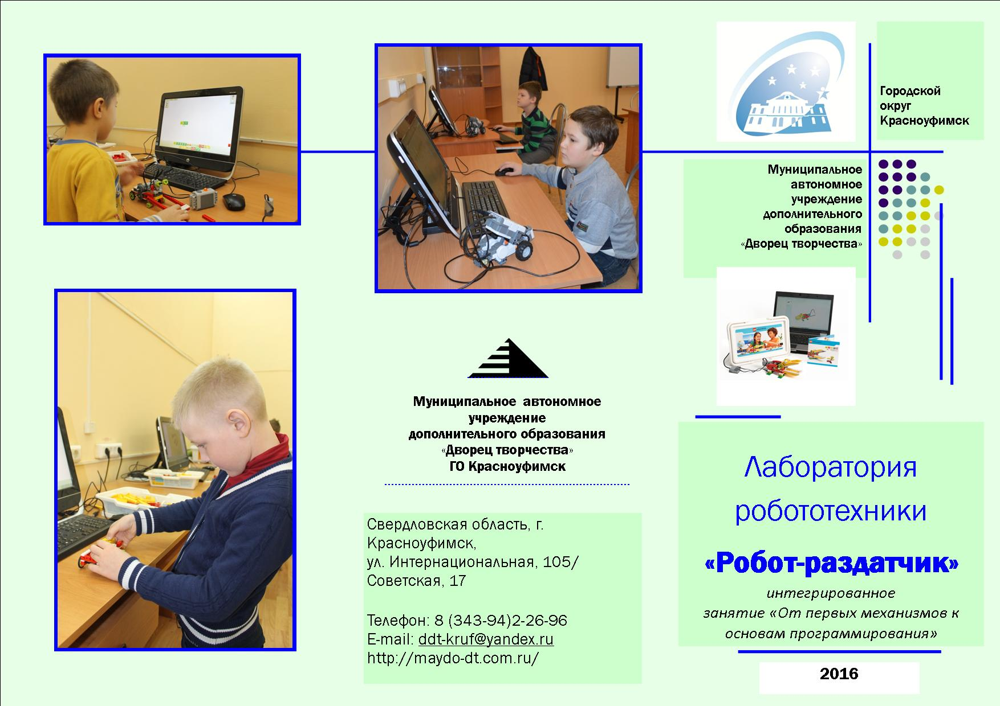 Городской
округ
Красноуфимск
Муниципальное
автономное
учреждение
дополнительного
образования
«Дворец творчества»
Лаборатория
робототехники
«Робот-раздатчик»
интегрированное
занятие «От первых механизмов к
основам программирования»
2016
Муниципальное автономное
учреждение
дополнительного образования
«Дворец творчества»
ГО Красноуфимск
Свердловская область, г.
Красноуфимск,
ул. Интернациональная, 105/
Советская, 17
Телефон: 8 (343-94)2-26-96
E-mail: ddt-kruf@yandex.ru
http://maydo-dt.com.ru/